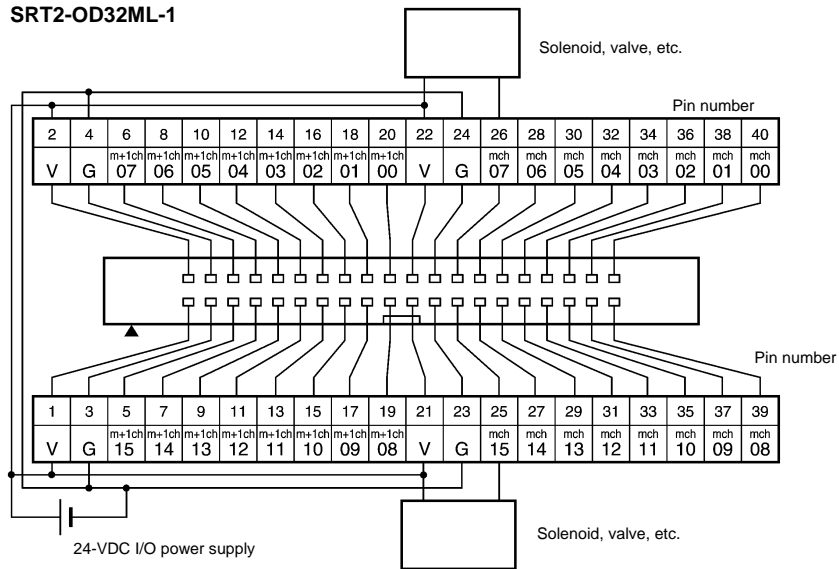 SRT2-OD32ML-1
Solenoid, valve, etc.
Pin number
2 4 6 8 10 12 14 16 18 20 22 24 26 28 30 32 34 36 38 40
m+1ch m+1ch m+1ch m+1ch m+1ch m+1ch m+1ch m+1ch mch mch mch mch mch mch mch mch
V G 07 06 05 04 03 02 01 00 V G 07 06 05 04 03 02 01 00
Pin number
1 3 5 7 9 11 13 15 17 19 21 23 25 27 29 31 33 35 37 39
m+1ch m+1ch m+1ch m+1ch m+1ch m+1ch m+1ch m+1ch mch mch mch mch mch mch mch mch
V G 15 14 13 12 11 10 09 08 V G 15 14 13 12 11 10 09 08
Solenoid, valve, etc.
24-VDC I/O power supply